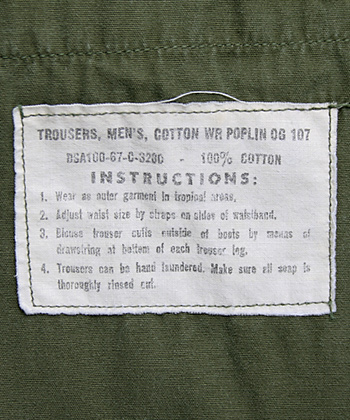 TROUSERS, MEN'S, COTTON WR POPLIN OG 107
DSA100-67-C-3200 - 100% COTTON
INSTRUCTIONS:
1. Wear as outer garment in tropical areas.
2. Adjust waist size by straps on sides of waistband.
3. Blouse trouser cuffs outside of boots by means of
drawstring at bottom of each trouser leg.
4. Trousers can be hand laundered. Make sure all soap is
thoroughly rinsed out.